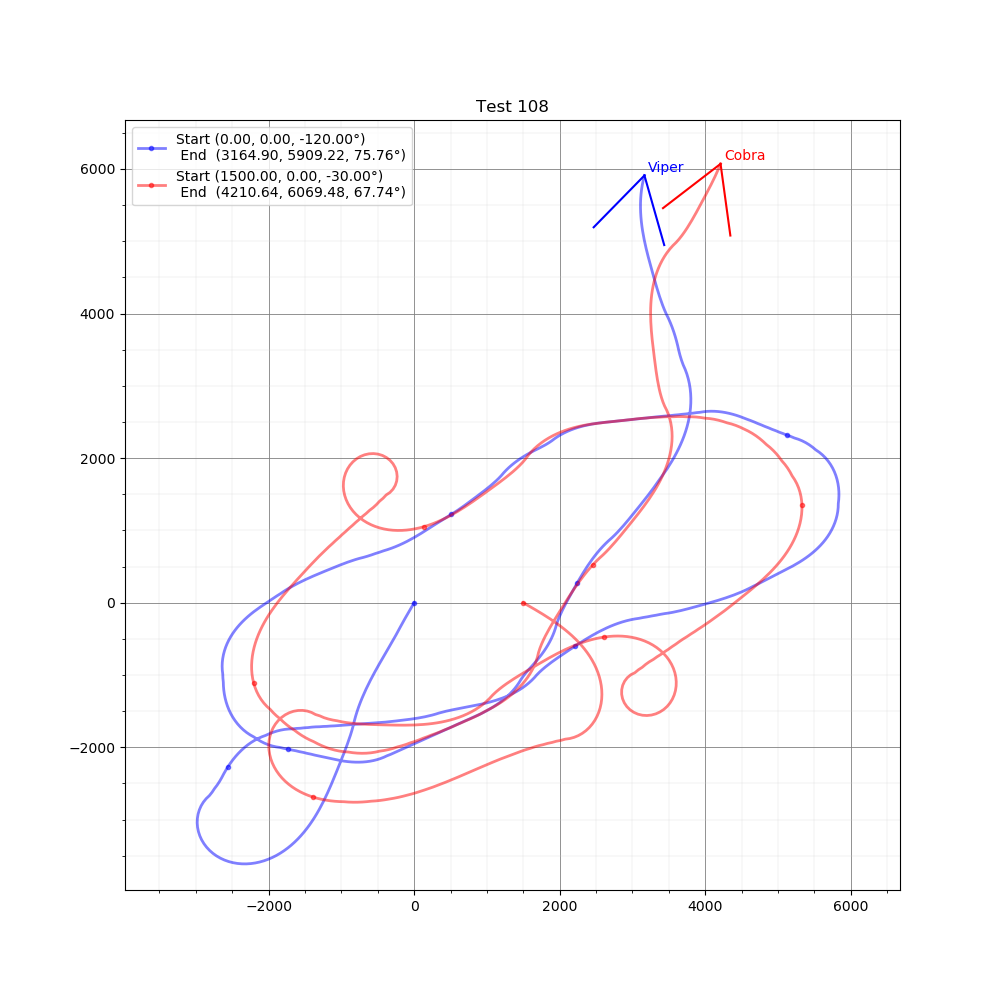 Test 108
Start (0.00, 0.00, -120.00°)
End (3164.90, 5909.22, 75.76°)
Start (1500.00, 0.00, -30.00°)
End (4210.64, 6069.48, 67.74°)
Viper
Cobra
6000
4000
2000
0
−2000
−2000
0
2000
4000
6000